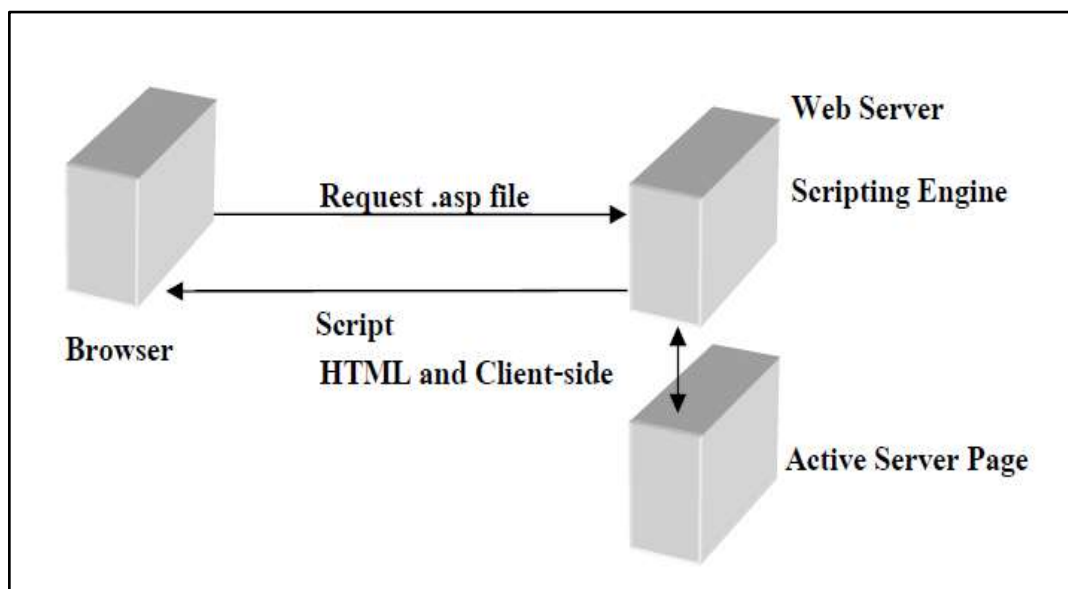 Web Server
Request .asp file
Scripting Engine
Script
Browser
HTML and Client-side
Active Server Page